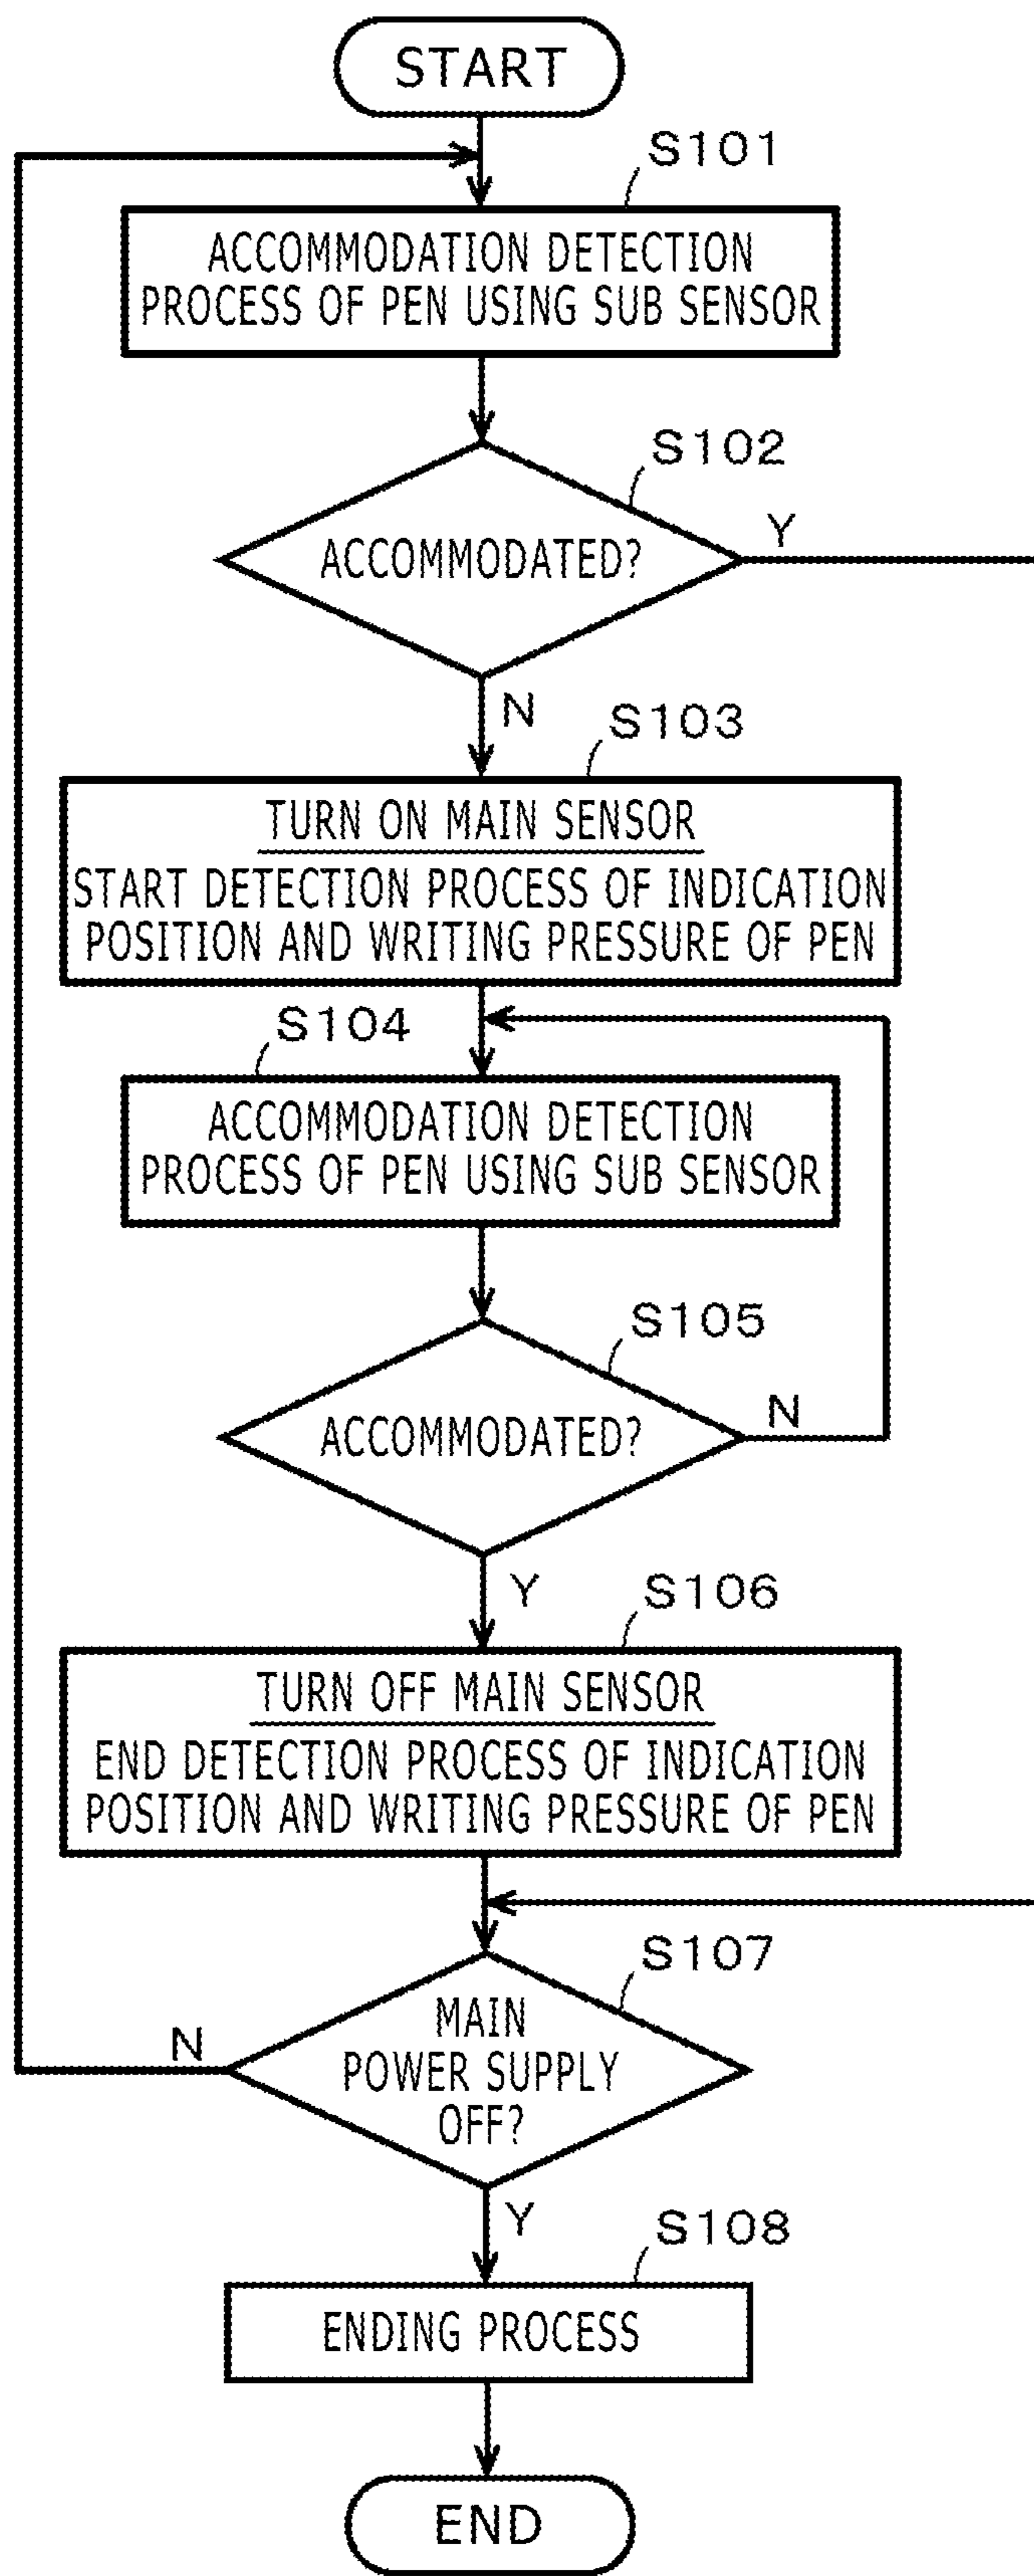 START
S101
ACCOMMODATION DETECTION
PROCESS OF PEN USING SUB SENSOR
S102
Y
ACCOMMODATED?
N
S103
TURN ON MAIN SENSOR
START DETECTION PROCESS OF INDICATION
POSITION AND WRITING PRESSURE OF PEN
S104
ACCOMMODATION DETECTION
PROCESS OF PEN USING SUB SENSOR
S105
N
ACCOMMODATED?
Y
S106
TURN OFF MAIN SENSOR
END DETECTION PROCESS OF INDICATION
POSITION AND WRITING PRESSURE OF PEN
S107
N
MAIN
POWER SUPPLY
OFF?
Y
S108
ENDING PROCESS
END